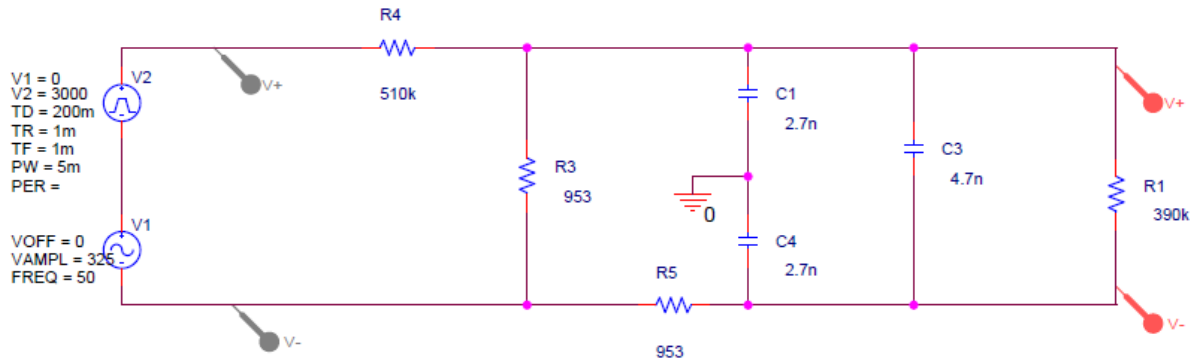 R4
510k
V+
V1 = 0
V2 = 3000
TD = 200m
TR = 1m
TF = 1m
PW = 5m
PER =
V2
R3
953
C1
2.7n
0
C4
2.7n
C3
4.7n
V+
R1
390k
V1
VOFF = 0
VAMPL = 325
FREQ = 50
R5
953
V-
V-